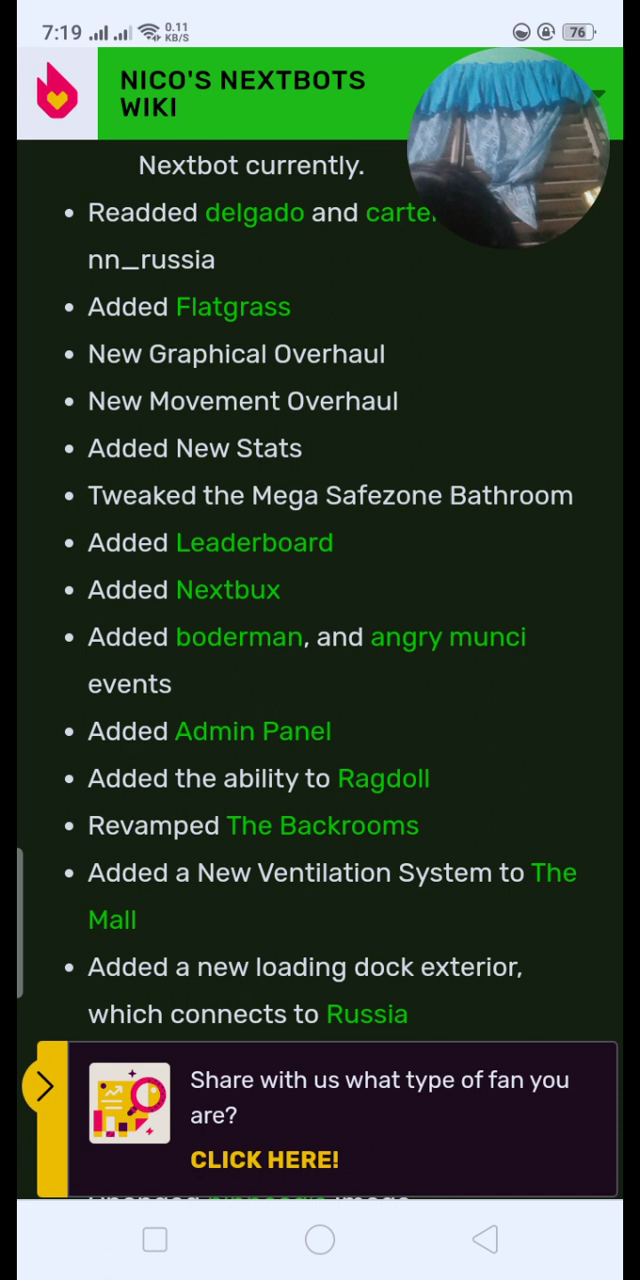 7:19
0.11
KB/S
76
NICO'S NEXTBOTS
WIKI
Nextbot currently.
Readded delgado and
nn_russia
Added Flatgrass
New Graphical Overhaul
New Movement Overhaul
Added New Stats
Tweaked the Mega Safezone Bathroom
Added Leaderboard
Added Nextbux
Added boderman, and angry munci
events
Added Admin Panel
Added the ability to Ragdoll
Revamped The Backrooms
Added a New Ventilation System to The
Mall
Added a new loading dock exterior,
which connects to Russia
Share with us what type of fan you
are?
CLICK HERE!